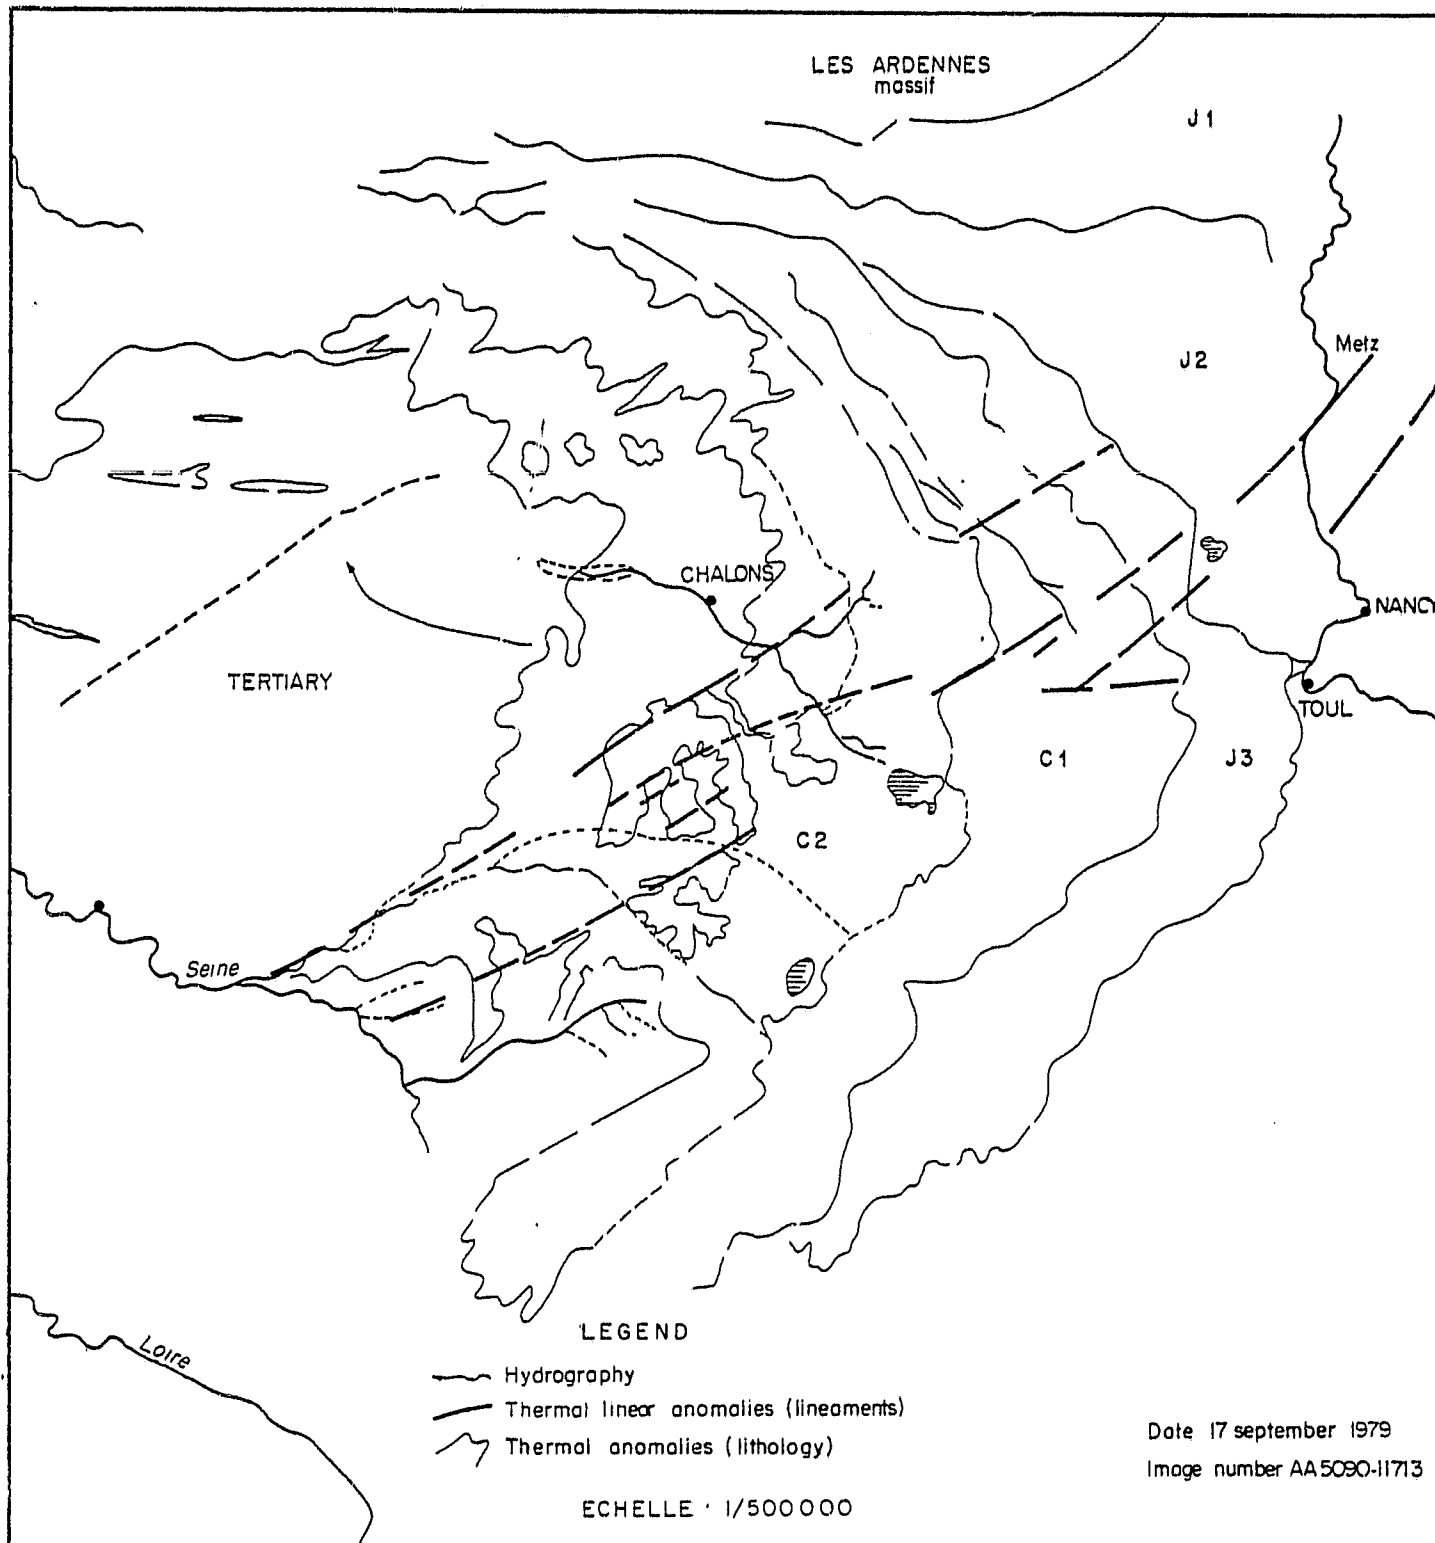 LES ARDENNES
massif
J1
Metz
J2
CHALONS
NANCY
TERTIARY
TOUL
C1
J3
C2
Seine
Loire
LEGEND
Hydrography
Thermal linear anomalies (lineaments)
Thermal anomalies (lithology)
Date 17 september 1979
Image number AA5090-11713
ECHELLE · 1/500000